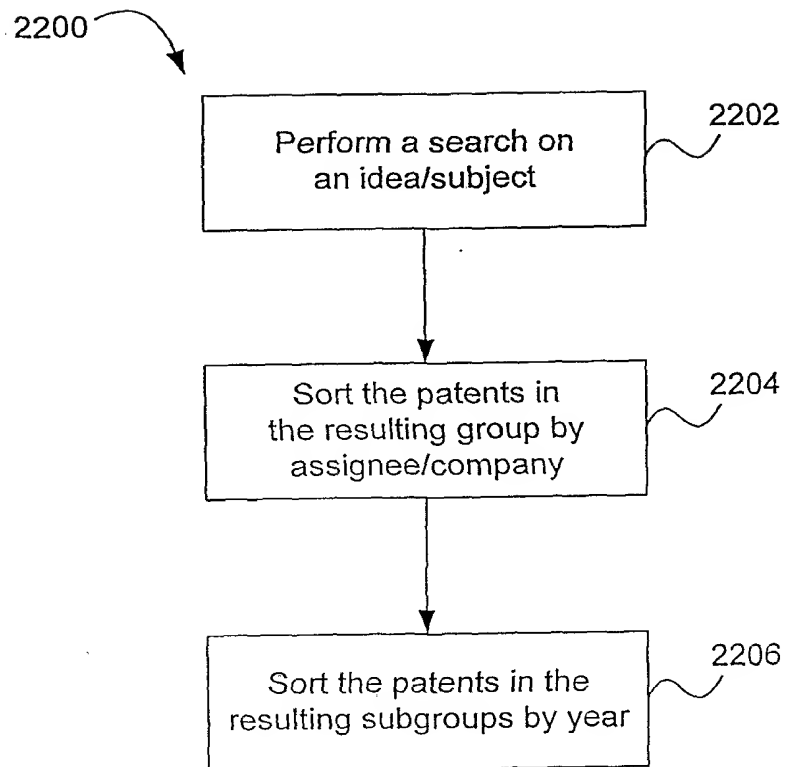 2200
Perform a search on
an idea/subject
2202
Sort the patents in
the resulting group by
assignee/company
2204
Sort the patents in the
resulting subgroups by year
2206